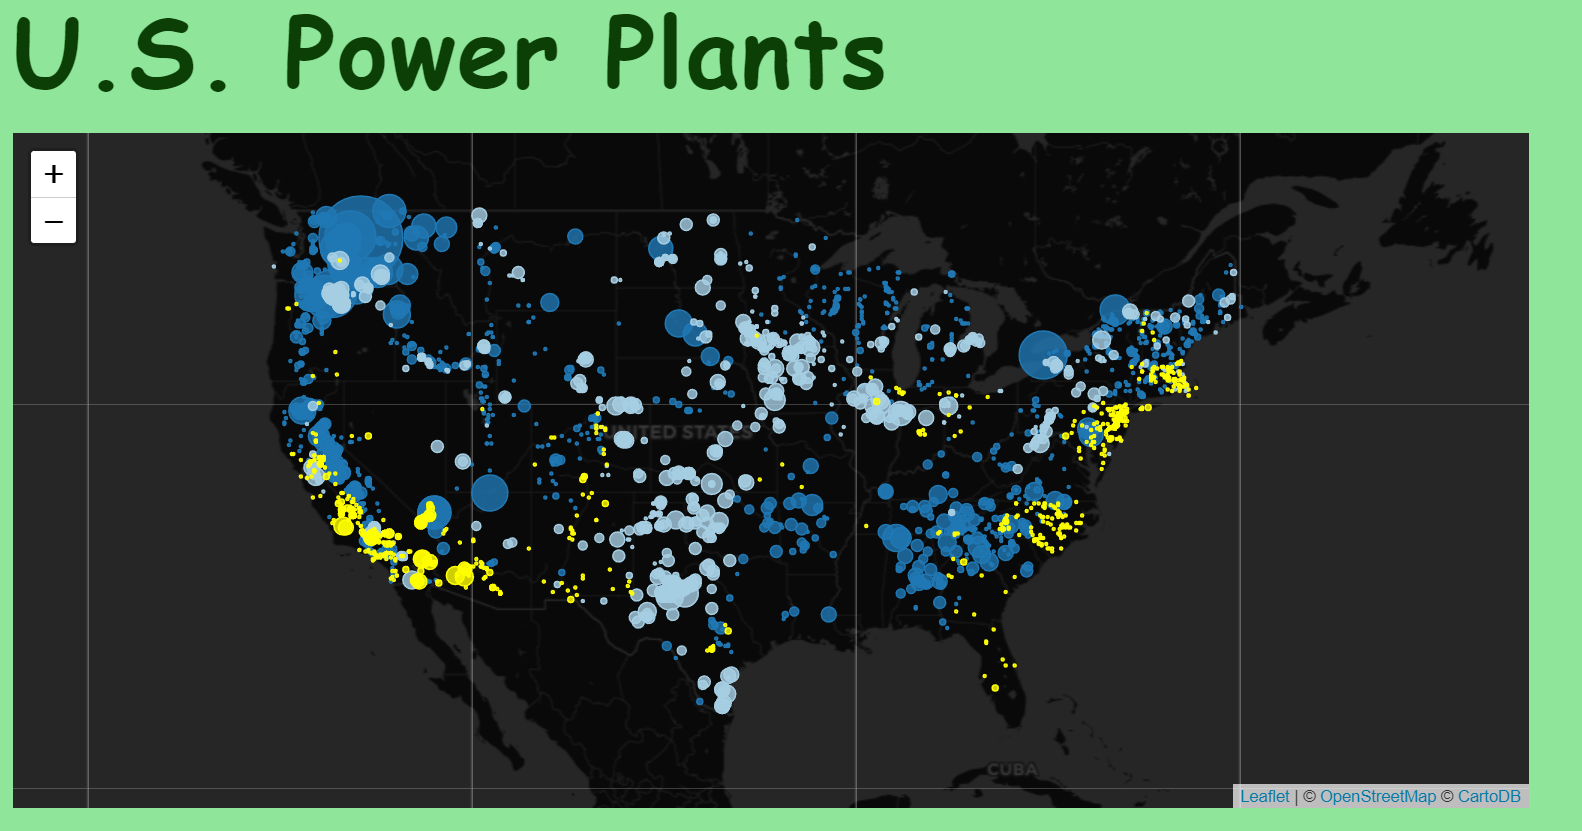 U.S. Power Plants
+
−
UNITED STATES
CUBA
Leaflet | © OpenStreetMap © CartoDB